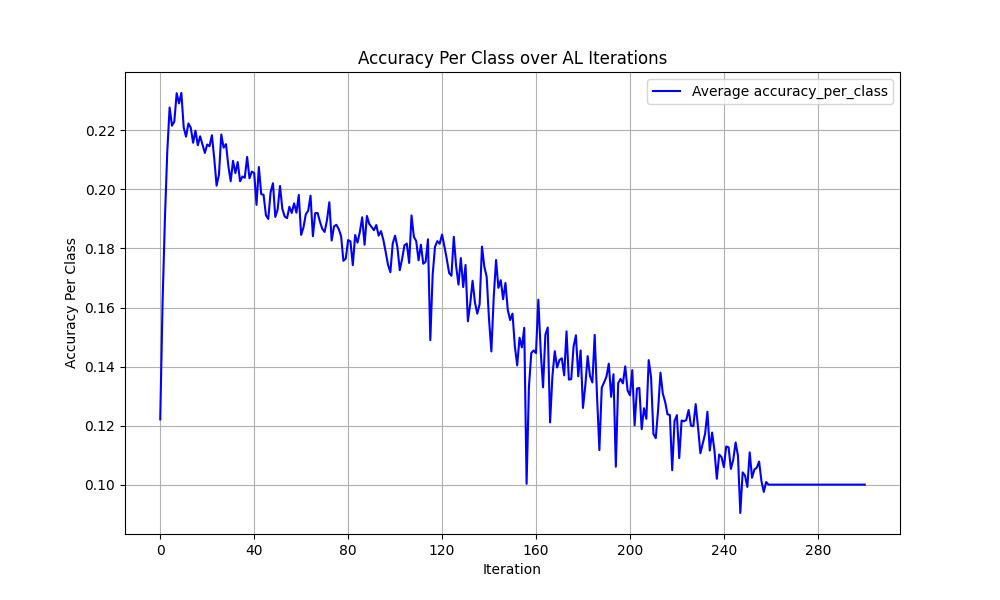 Accuracy Per Class over AL Iterations
Average accuracy_per_class
Accuracy Per Class
0.22
0.20
0.18
0.16
0.14
0.12
0.10
0 40 80 120 160 200 240 280
Iteration